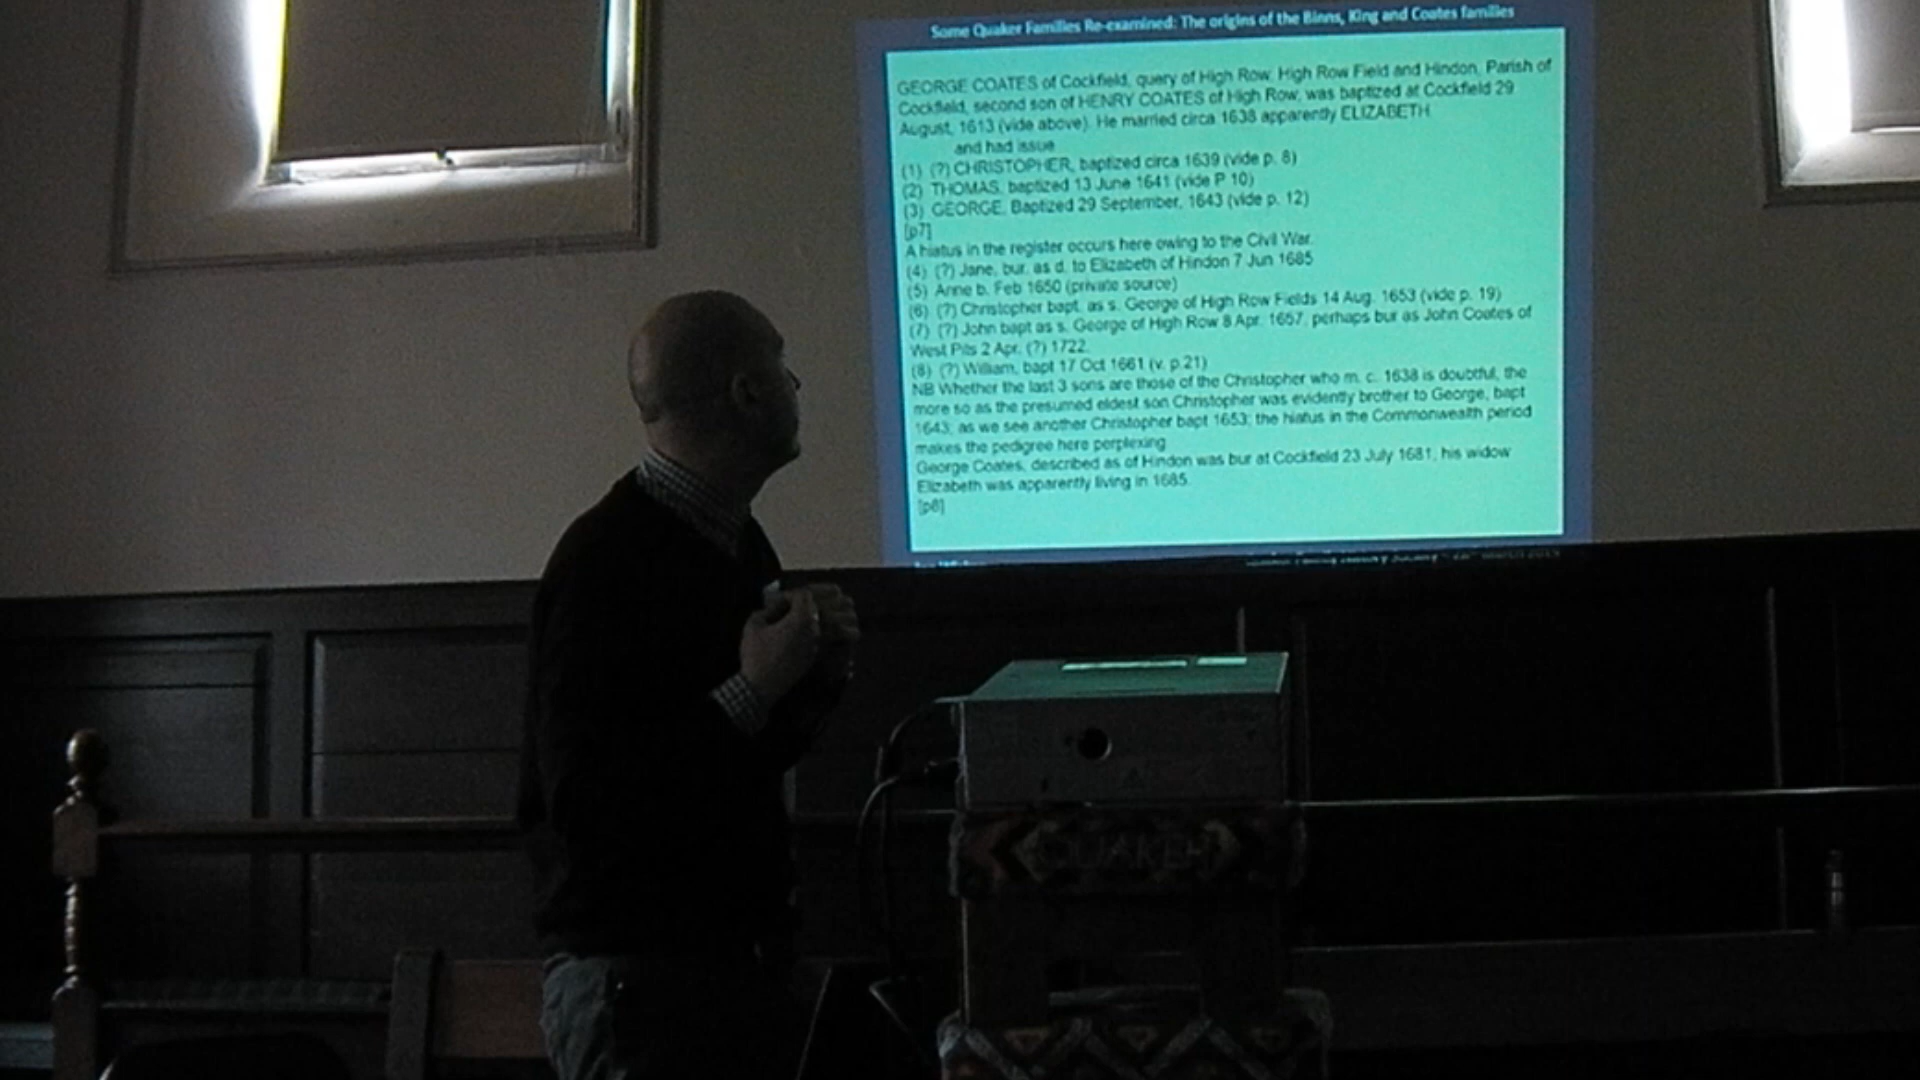 Some Quaker Families Re-examined: The origins of the Binns, King and Coates families
GEORGE COATES of Cockfield, query of High Row, High Row Field and Hindon, Parish of
Cockfield, second son of HENRY COATES of High Row, was baptized at Cockfield 29
August, 1613 (vide above). He married circa 1638 apparently ELIZABETH
and had issue
(1) (?) CHRISTOPHER, baptized circa 1639 (vide p. 8)
(2) THOMAS, baptized 13 June 1641 (vide P 10)
(3) GEORGE, Baptized 29 September, 1643 (vide p. 12)
[p7]
A hiatus in the register occurs here owing to the Civil War.
(4) (?) Jane, bur. as d. to Elizabeth of Hindon 7 Jun 1685
(5) Anne b. Feb 1650 (private source)
(6) (?) Christopher bapt. as s. George of High Row Fields 14 Aug. 1653 (vide p. 19)
(7) (?) John bapt as s. George of High Row 8 Apr. 1657, perhaps bur as John Coates of
West Pits 2 Apr. (?) 1722.
(8) (?) William, bapt 17 Oct 1661 (v. p.21)
NB Whether the last 3 sons are those of the Christopher who m. c. 1638 is doubtful, the
more so as the presumed eldest son Christopher was evidently brother to George, bapt
1643; as we see another Christopher bapt 1653; the hiatus in the Commonwealth period
makes the pedigree here perplexing
George Coates, described as of Hindon was bur at Cockfield 23 July 1681; his widow
Elizabeth was apparently living in 1685.
[p8]
QUAKER